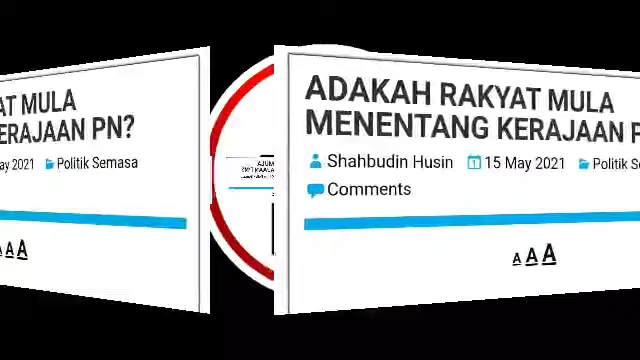 AT MULA
ERAJAAN PN?
ay 2021 Politik Semasa
A A A
ADAKAH RAKYAT MULA
MENENTANG KERAJAAN P
Shahbudin Husin 15 May 2021 Politik Se
Comments
A A A